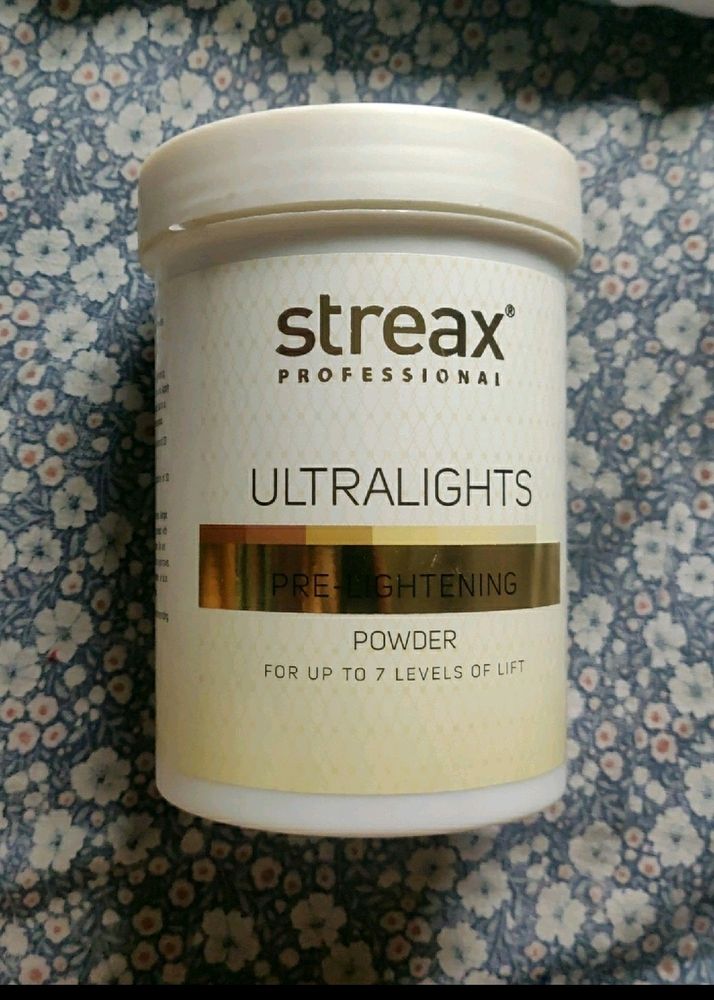 streax®
PROFESSIONAL
ULTRALIGHTS
PRE-LIGHTENING
POWDER
FOR UP TO 7 LEVELS OF LIFT